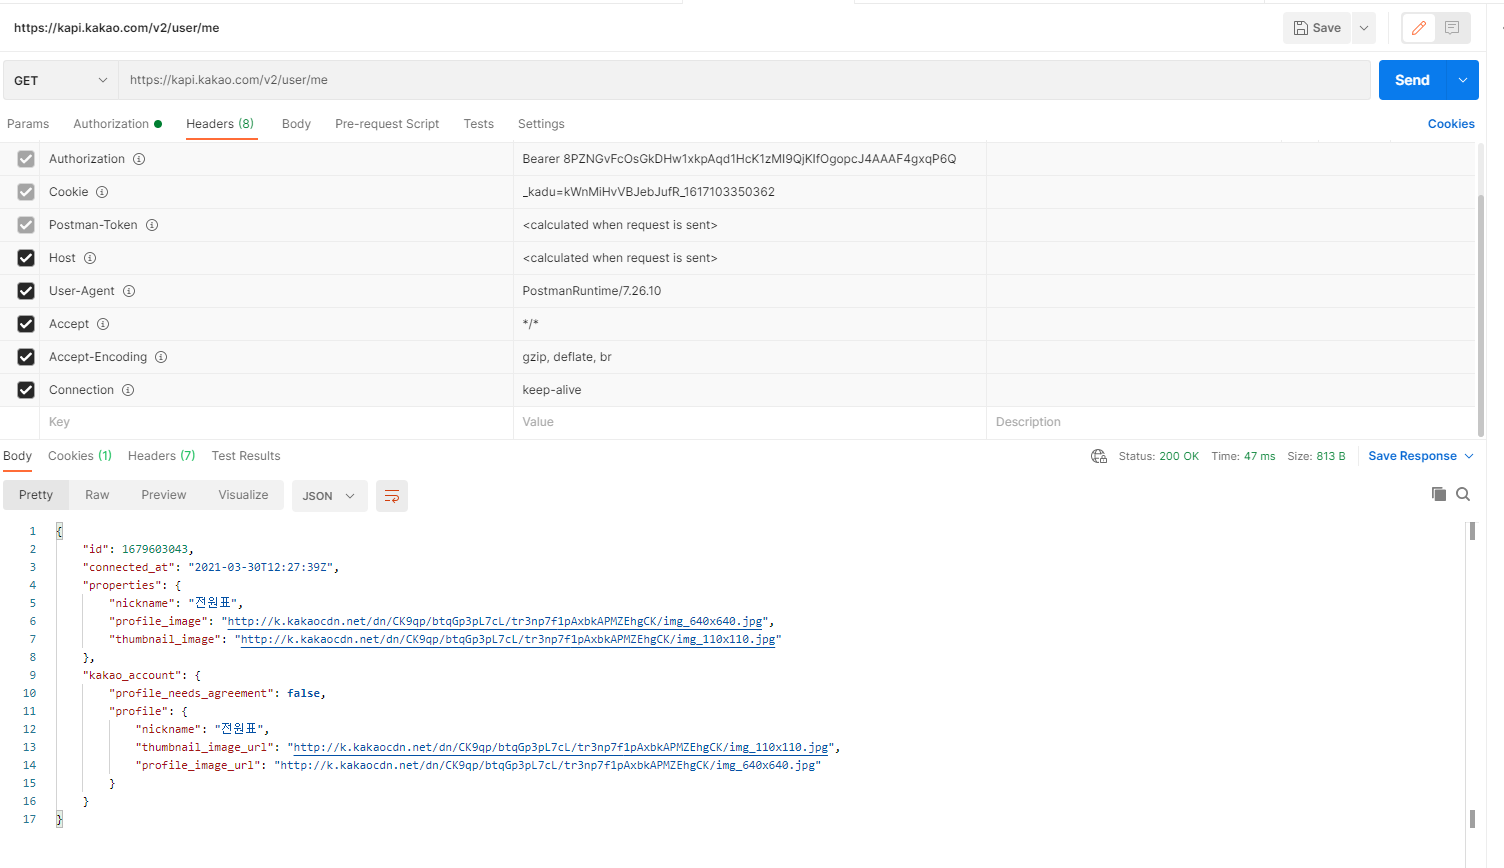 https://kapi.kakao.com/v2/user/me
Save
GET https://kapi.kakao.com/v2/user/me Send
Params Authorization Headers (8) Body Pre-request Script Tests Settings Cookies
Authorization Bearer 8PZNGvFcOsGkDHw1xkpAqd1HcK1zMI9QjKIfOgopcJ4AAAF4gxqP6Q
Cookie _kadu=kWnMiHvVBJebJufR_1617103350362
Postman-Token <calculated when request is sent>
Host <calculated when request is sent>
User-Agent PostmanRuntime/7.26.10
Accept */*
Accept-Encoding gzip, deflate, br
Connection keep-alive
Key Value Description
Body Cookies (1) Headers (7) Test Results Status: 200 OK Time: 47 ms Size: 813 B Save Response
Pretty Raw Preview Visualize JSON
1 {
2 "id": 1679603043,
3 "connected_at": "2021-03-30T12:27:39Z",
4 "properties": {
5 "nickname": "전원표",
6 "profile_image": "http://k.kakaocdn.net/dn/CK9qp/btqGp3pL7cL/tr3np7f1pAxbkAPMZEhgCK/img_640x640.jpg",
7 "thumbnail_image": "http://k.kakaocdn.net/dn/CK9qp/btqGp3pL7cL/tr3np7f1pAxbkAPMZEhgCK/img_110x110.jpg"
8 },
9 "kakao_account": {
10 "profile_needs_agreement": false,
11 "profile": {
12 "nickname": "전원표",
13 "thumbnail_image_url": "http://k.kakaocdn.net/dn/CK9qp/btqGp3pL7cL/tr3np7f1pAxbkAPMZEhgCK/img_110x110.jpg",
14 "profile_image_url": "http://k.kakaocdn.net/dn/CK9qp/btqGp3pL7cL/tr3np7f1pAxbkAPMZEhgCK/img_640x640.jpg"
15 }
16 }
17 }